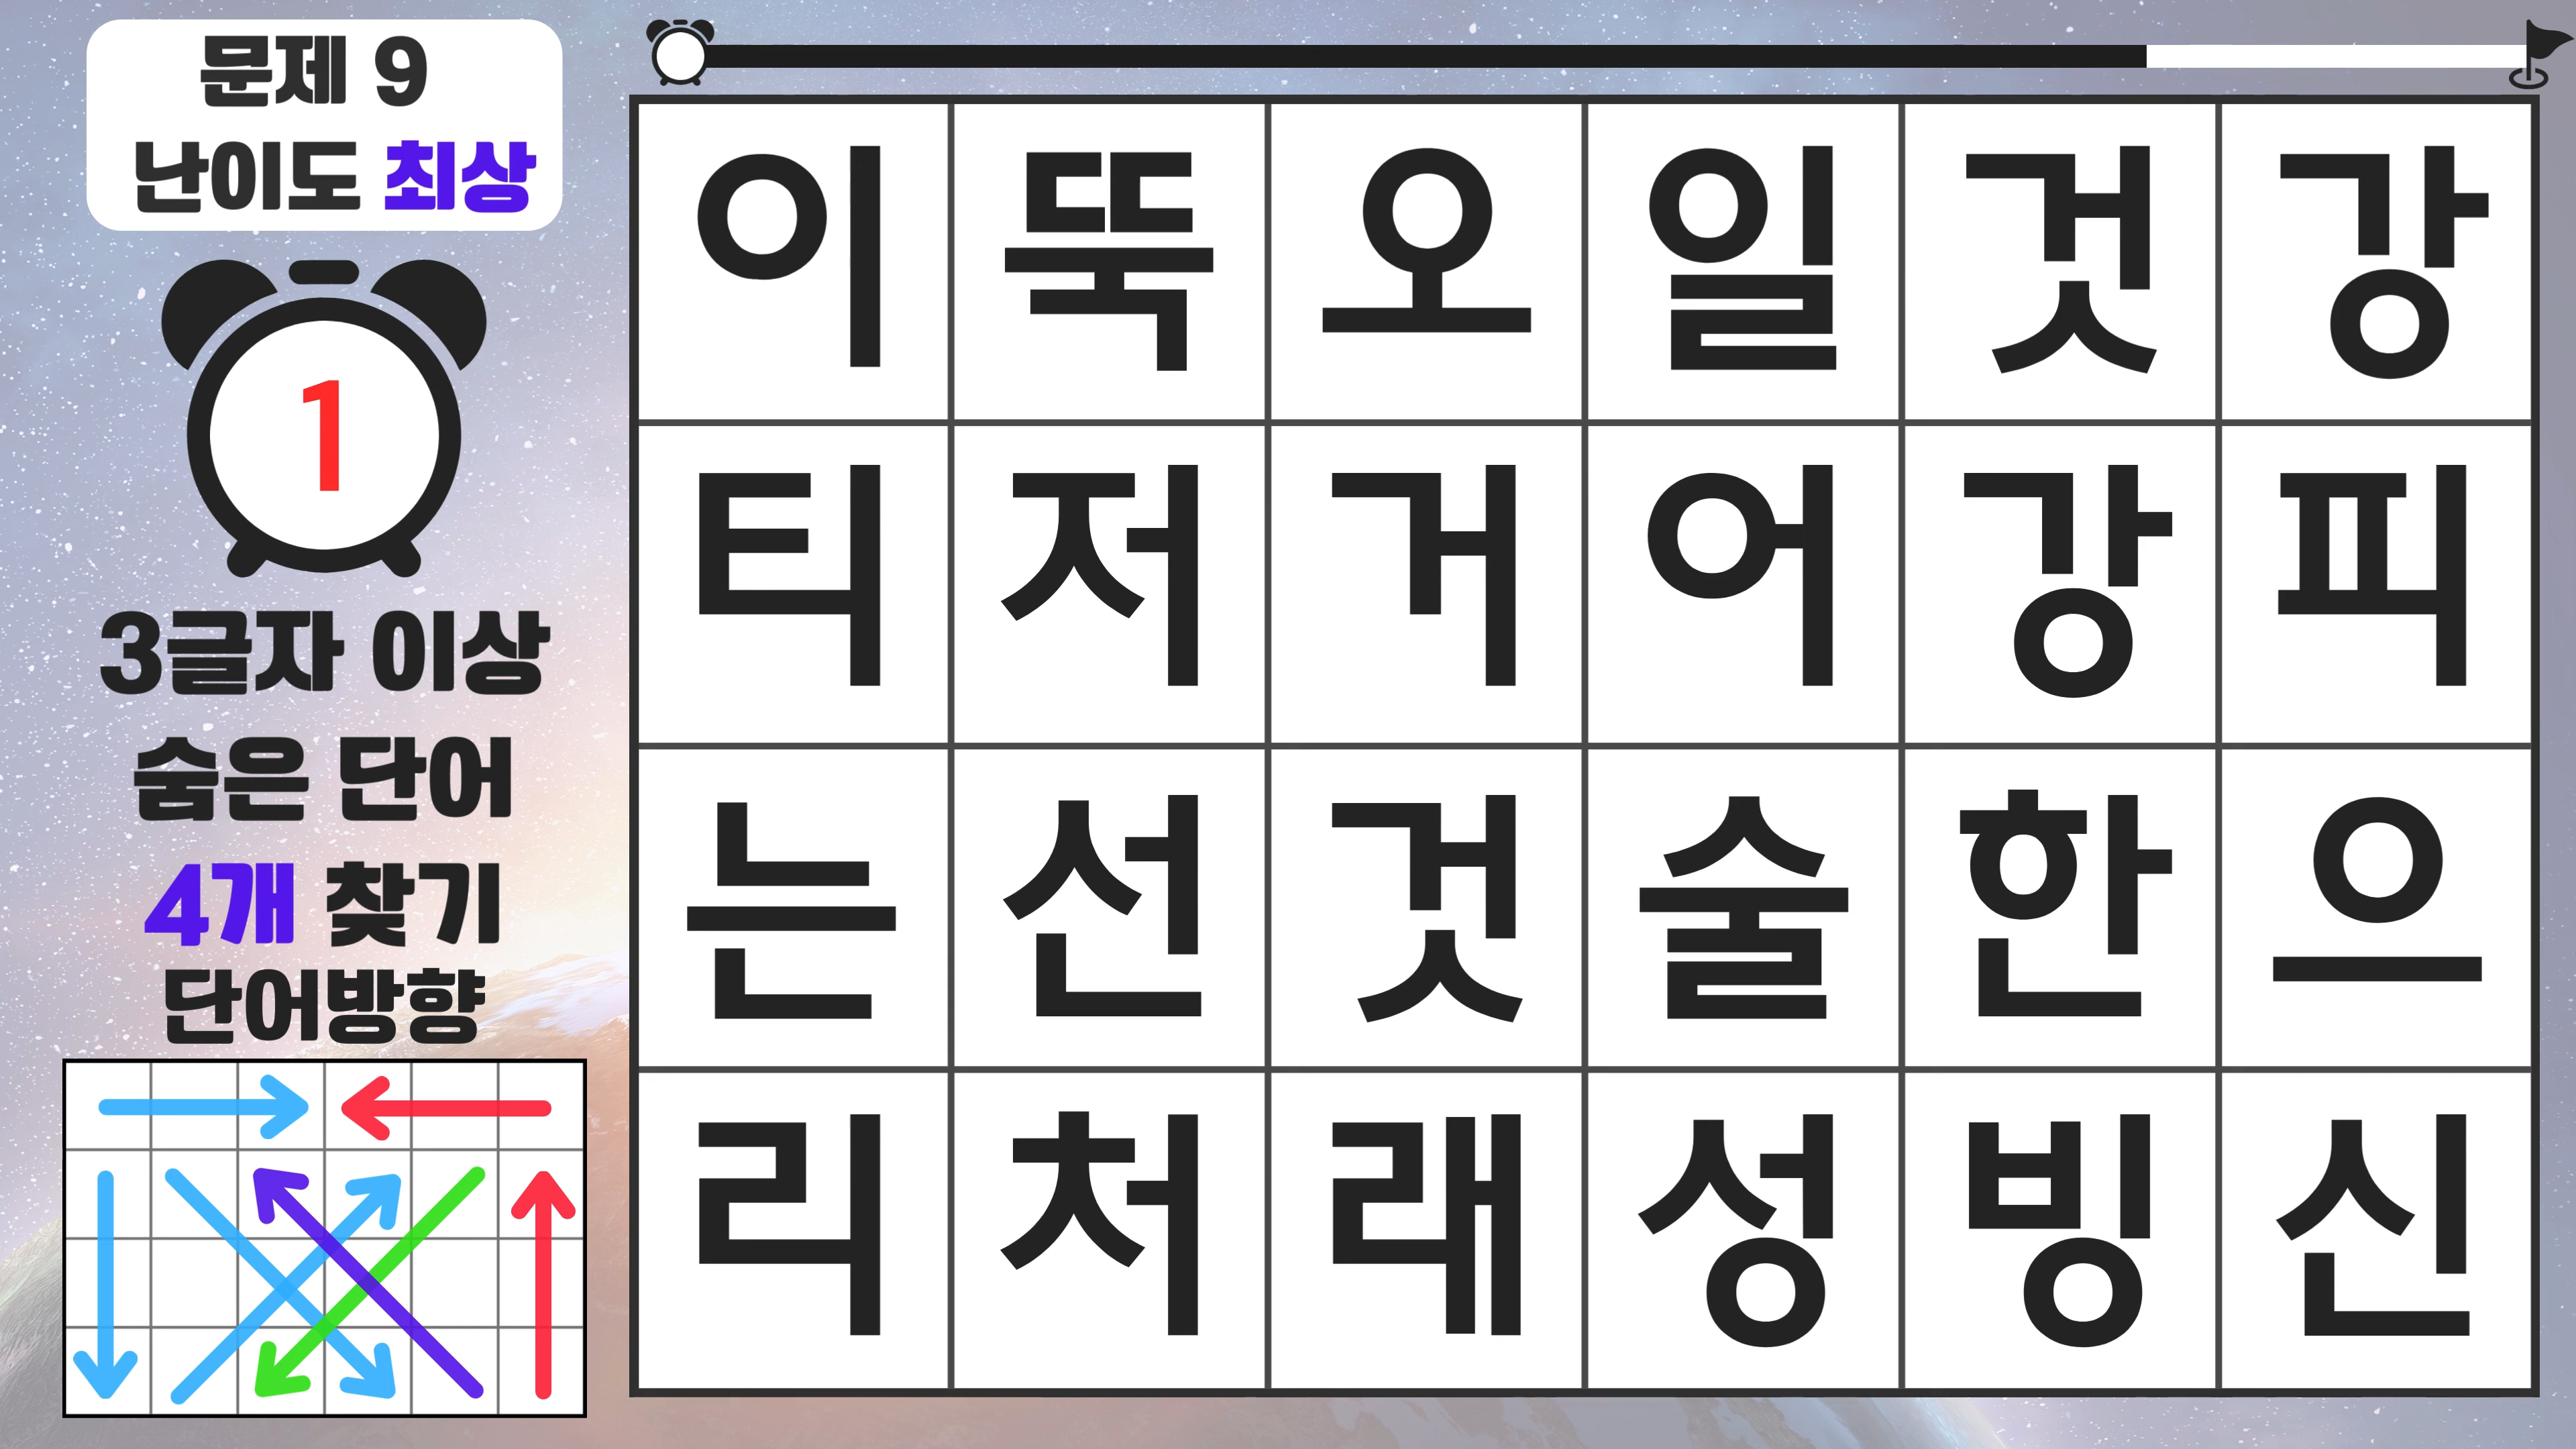 문제 9
난이도 최상
1
3글자 이상
숨은 단어
4개 찾기
단어방향
이 뚝 오 일 것 강
티 저 거 어 강 피
는 선 것 술 한 으
리 처 래 성 빙 신